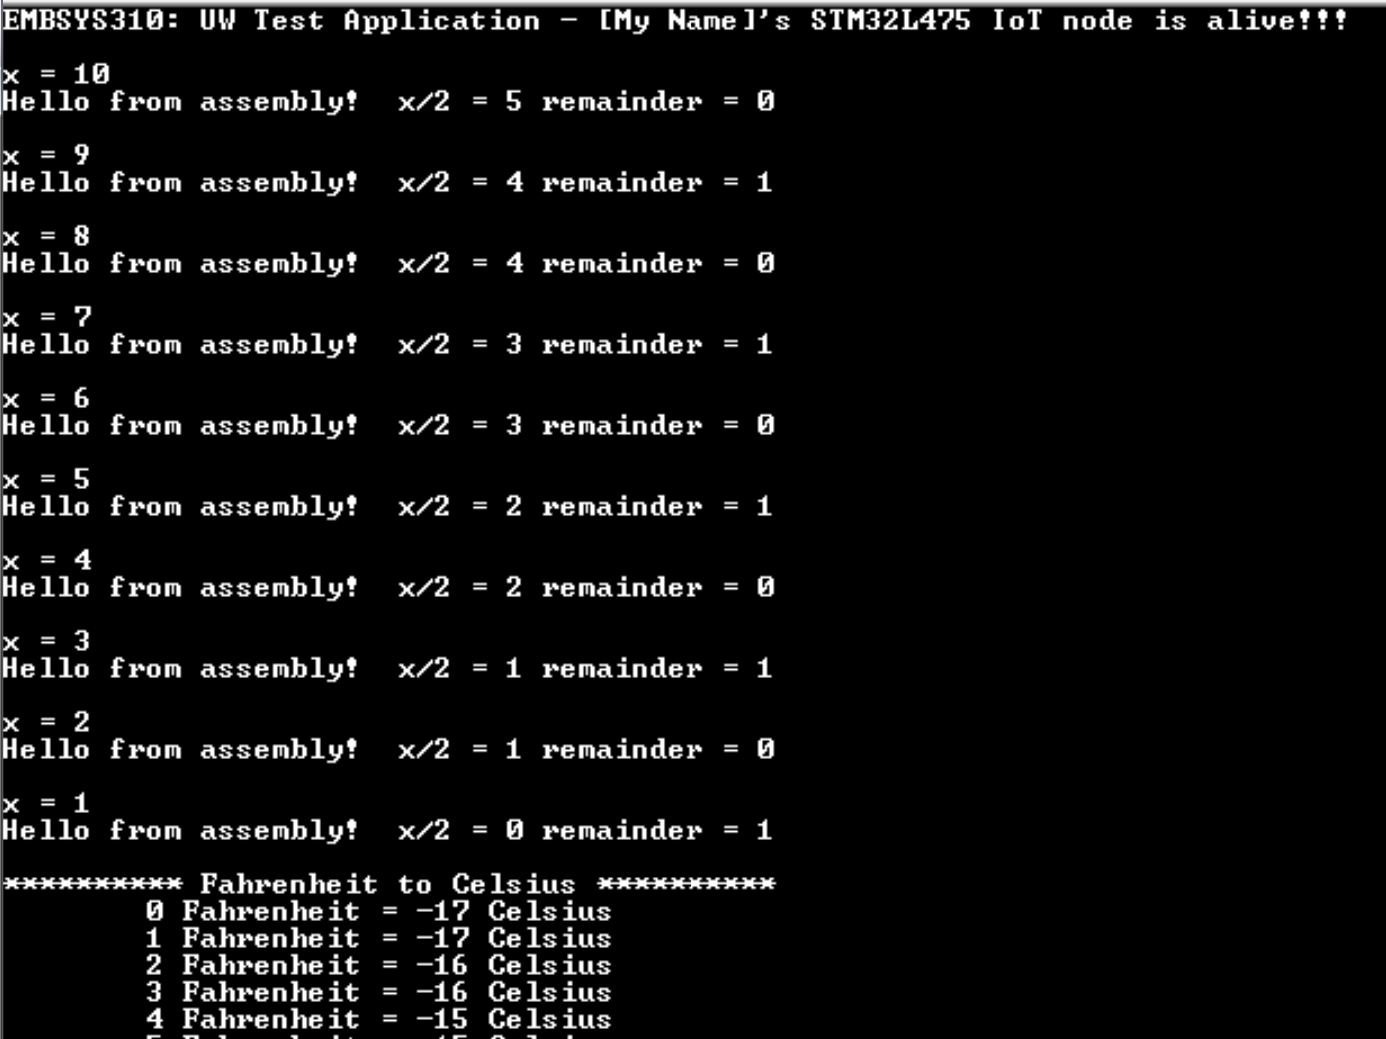 EMBSYS310: UW Test Application - [My Name]'s STM32L475 IoT node is alive!!!
x = 10
Hello from assembly!  x/2 = 5 remainder = 0
x = 9
Hello from assembly!  x/2 = 4 remainder = 1
x = 8
Hello from assembly!  x/2 = 4 remainder = 0
x = 7
Hello from assembly!  x/2 = 3 remainder = 1
x = 6
Hello from assembly!  x/2 = 3 remainder = 0
x = 5
Hello from assembly!  x/2 = 2 remainder = 1
x = 4
Hello from assembly!  x/2 = 2 remainder = 0
x = 3
Hello from assembly!  x/2 = 1 remainder = 1
x = 2
Hello from assembly!  x/2 = 1 remainder = 0
x = 1
Hello from assembly!  x/2 = 0 remainder = 1
********** Fahrenheit to Celsius **********
0 Fahrenheit = -17 Celsius
1 Fahrenheit = -17 Celsius
2 Fahrenheit = -16 Celsius
3 Fahrenheit = -16 Celsius
4 Fahrenheit = -15 Celsius